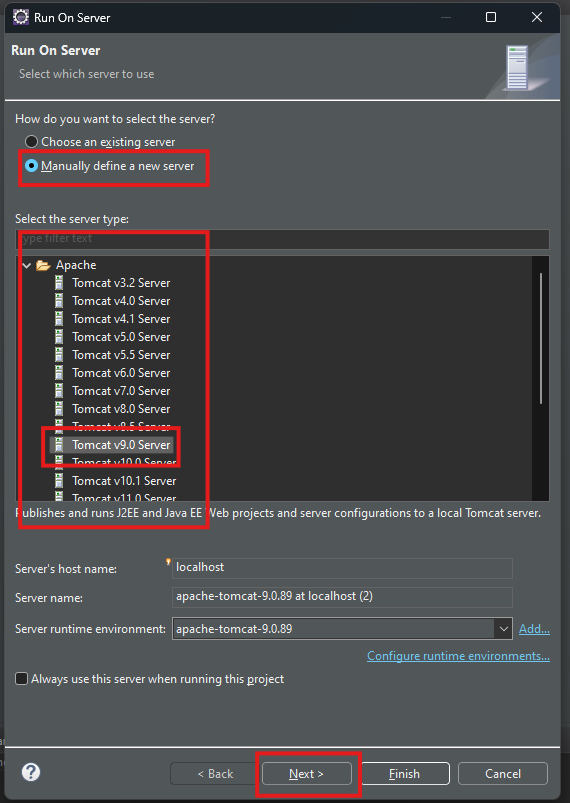 Run On Server
Run On Server
Select which server to use
How do you want to select the server?
Choose an existing server
Manually define a new server
Select the server type:
type filter text
Apache
Tomcat v3.2 Server
Tomcat v4.0 Server
Tomcat v4.1 Server
Tomcat v5.0 Server
Tomcat v5.5 Server
Tomcat v6.0 Server
Tomcat v7.0 Server
Tomcat v8.0 Server
Tomcat v8.5 Server
Tomcat v9.0 Server
Tomcat v10.0 Server
Tomcat v10.1 Server
Tomcat v11.0 Server
Publishes and runs J2EE and Java EE Web projects and server configurations to a local Tomcat server.
Server's host name: localhost
Server name: apache-tomcat-9.0.89 at localhost (2)
Server runtime environment: apache-tomcat-9.0.89 Add...
Configure runtime environments...
Always use this server when running this project
? < Back Next > Finish Cancel